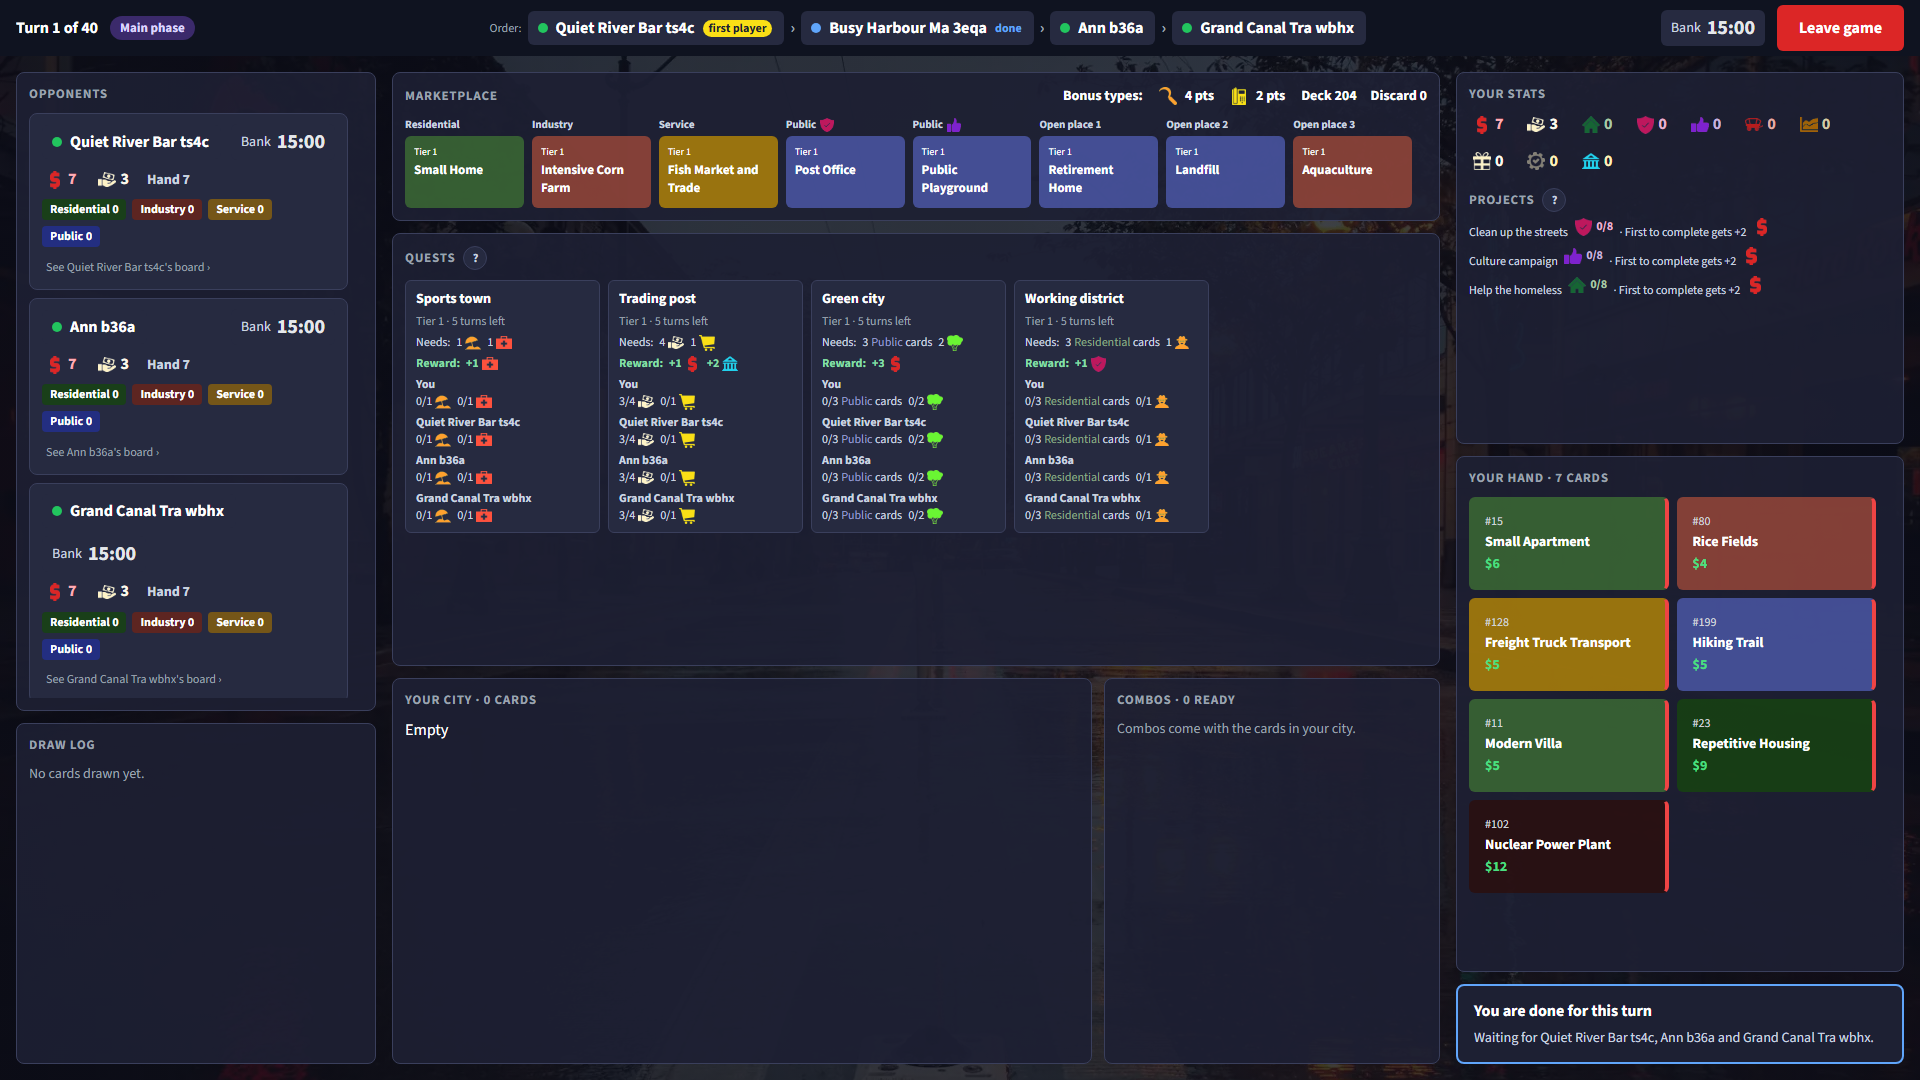 Turn 1 of 40
Main phase
Order: Quiet River Bar ts4c first player › Busy Harbour Ma 3eqa done › Ann b36a › Grand Canal Tra wbhx
Bank 15:00
Leave game
OPPONENTS
Quiet River Bar ts4c Bank 15:00
7 3 Hand 7
Residential 0 Industry 0 Service 0
Public 0
See Quiet River Bar ts4c's board ›
Ann b36a Bank 15:00
7 3 Hand 7
Residential 0 Industry 0 Service 0
Public 0
See Ann b36a's board ›
Grand Canal Tra wbhx
Bank 15:00
7 3 Hand 7
Residential 0 Industry 0 Service 0
Public 0
See Grand Canal Tra wbhx's board ›
DRAW LOG
No cards drawn yet.
MARKETPLACE
Bonus types: 4 pts 2 pts Deck 204 Discard 0
Residential
Tier 1
Small Home
Industry
Tier 1
Intensive Corn
Farm
Service
Tier 1
Fish Market and
Trade
Public
Tier 1
Post Office
Public
Tier 1
Public
Playground
Open place 1
Tier 1
Retirement
Home
Open place 2
Tier 1
Landfill
Open place 3
Tier 1
Aquaculture
QUESTS ?
Sports town
Tier 1 · 5 turns left
Needs: 1 1
Reward: +1
You
0/1 0/1
Quiet River Bar ts4c
0/1 0/1
Ann b36a
0/1 0/1
Grand Canal Tra wbhx
0/1 0/1
Trading post
Tier 1 · 5 turns left
Needs: 4 1
Reward: +1 +2
You
3/4 0/1
Quiet River Bar ts4c
3/4 0/1
Ann b36a
3/4 0/1
Grand Canal Tra wbhx
3/4 0/1
Green city
Tier 1 · 5 turns left
Needs: 3 Public cards 2
Reward: +3
You
0/3 Public cards 0/2
Quiet River Bar ts4c
0/3 Public cards 0/2
Ann b36a
0/3 Public cards 0/2
Grand Canal Tra wbhx
0/3 Public cards 0/2
Working district
Tier 1 · 5 turns left
Needs: 3 Residential cards 1
Reward: +1
You
0/3 Residential cards 0/1
Quiet River Bar ts4c
0/3 Residential cards 0/1
Ann b36a
0/3 Residential cards 0/1
Grand Canal Tra wbhx
0/3 Residential cards 0/1
YOUR CITY · 0 CARDS
Empty
COMBOS · 0 READY
Combos come with the cards in your city.
YOUR STATS
7 3 0 0 0 0 0
0 0 0
PROJECTS ?
Clean up the streets 0/8 · First to complete gets +2
Culture campaign 0/8 · First to complete gets +2
Help the homeless 0/8 · First to complete gets +2
YOUR HAND · 7 CARDS
#15
Small Apartment
$6
#80
Rice Fields
$4
#128
Freight Truck Transport
$5
#199
Hiking Trail
$5
#11
Modern Villa
$5
#23
Repetitive Housing
$9
#102
Nuclear Power Plant
$12
You are done for this turn
Waiting for Quiet River Bar ts4c, Ann b36a and Grand Canal Tra wbhx.